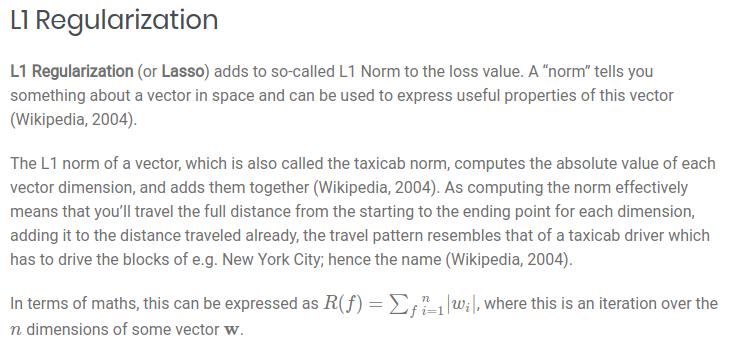 L1 Regularization
L1 Regularization (or Lasso) adds to so-called L1 Norm to the loss value. A “norm” tells you
something about a vector in space and can be used to express useful properties of this vector
(Wikipedia, 2004).
The L1 norm of a vector, which is also called the taxicab norm, computes the absolute value of each
vector dimension, and adds them together (Wikipedia, 2004). As computing the norm effectively
means that you’ll travel the full distance from the starting to the ending point for each dimension,
adding it to the distance traveled already, the travel pattern resembles that of a taxicab driver which
has to drive the blocks of e.g. New York City; hence the name (Wikipedia, 2004).
In terms of maths, this can be expressed as R(f) = ∑_f {}_{i=1}^{n} |w_i|, where this is an iteration over the
n dimensions of some vector w.